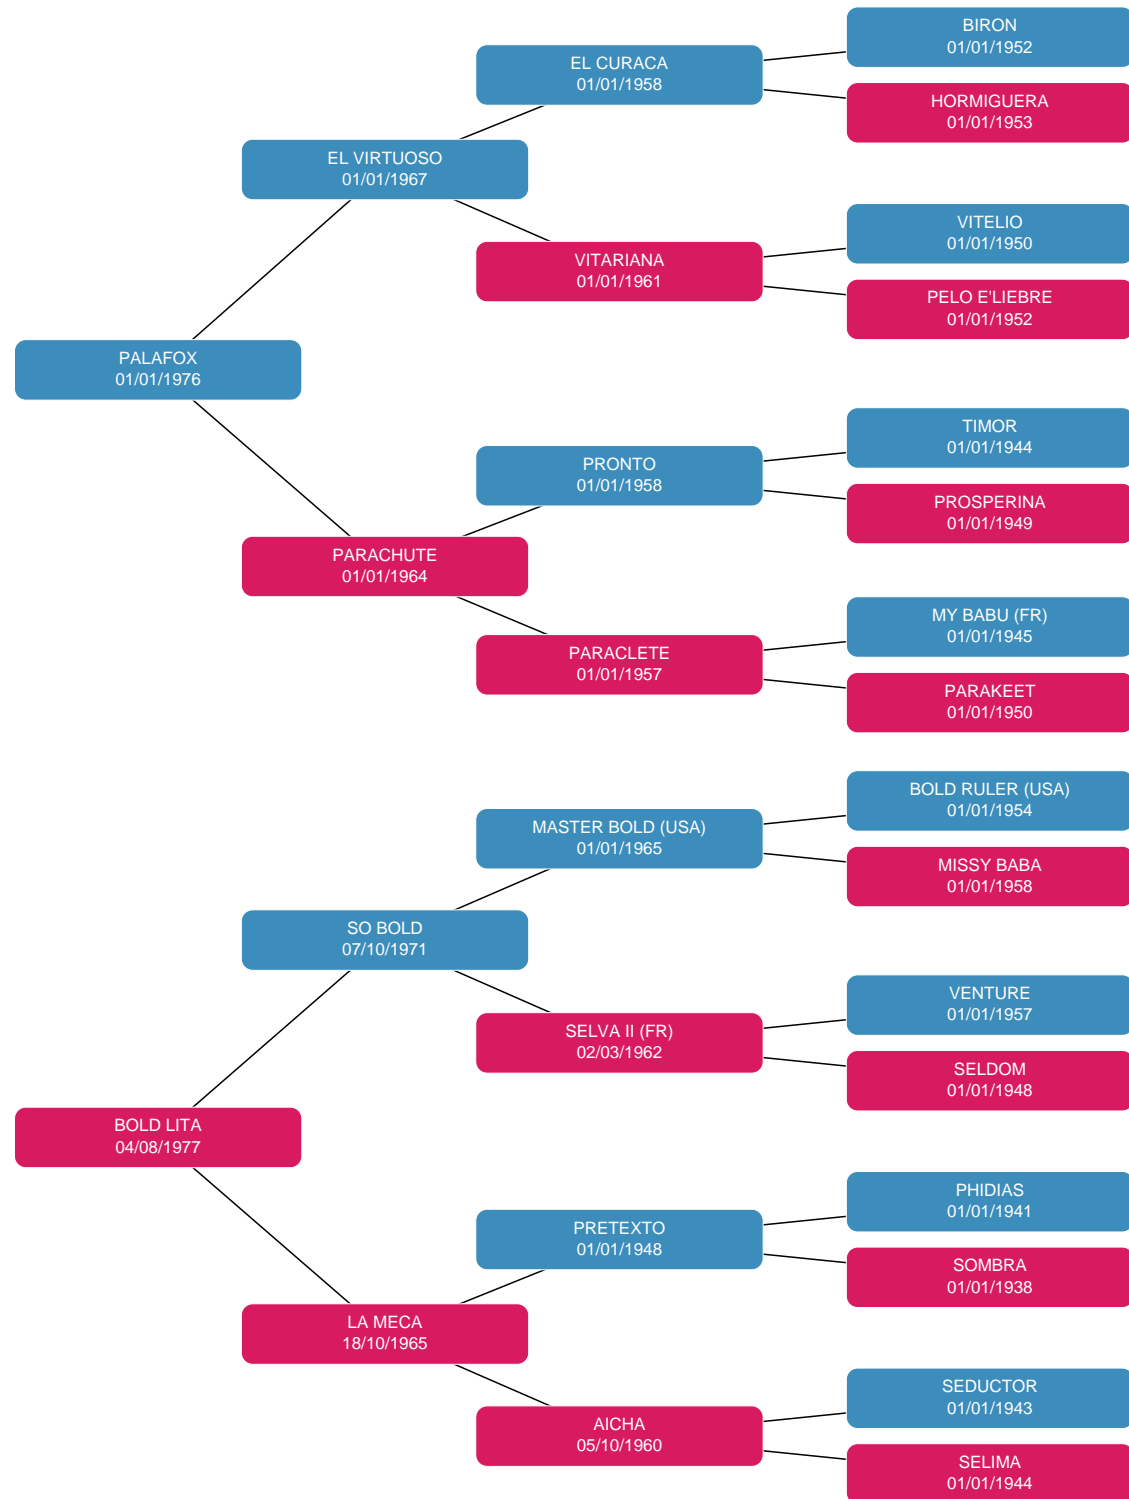 BIRON
01/01/1952
EL CURACA
01/01/1958
HORMIGUERA
01/01/1953
EL VIRTUOSO
01/01/1967
VITELIO
01/01/1950
VITARIANA
01/01/1961
PELO E'LIEBRE
01/01/1952
PALAFOX
01/01/1976
TIMOR
01/01/1944
PRONTO
01/01/1958
PROSPERINA
01/01/1949
PARACHUTE
01/01/1964
MY BABU (FR)
01/01/1945
PARACLETE
01/01/1957
PARAKEET
01/01/1950
BOLD RULER (USA)
01/01/1954
MASTER BOLD (USA)
01/01/1965
MISSY BABA
01/01/1958
SO BOLD
07/10/1971
VENTURE
01/01/1957
SELVA II (FR)
02/03/1962
SELDOM
01/01/1948
BOLD LITA
04/08/1977
PHIDIAS
01/01/1941
PRETEXTO
01/01/1948
SOMBRA
01/01/1938
LA MECA
18/10/1965
SEDUCTOR
01/01/1943
AICHA
05/10/1960
SELIMA
01/01/1944